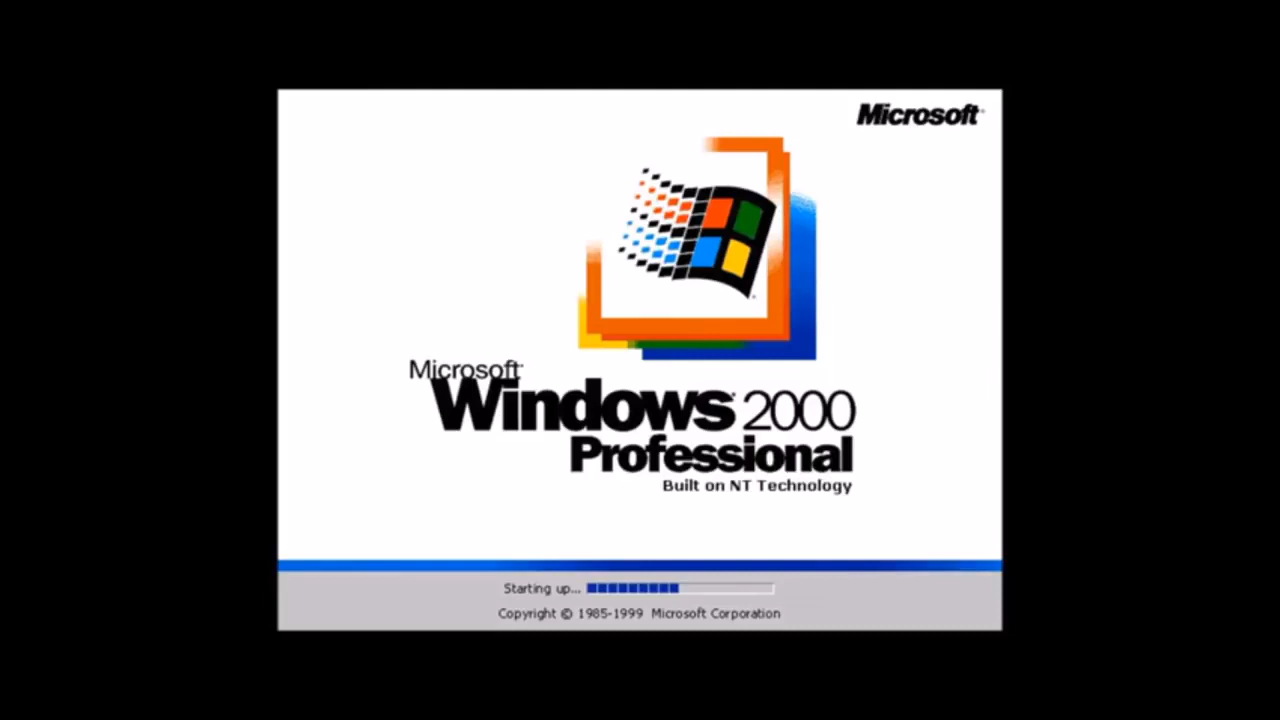 Microsoft
Microsoft
Windows 2000
Professional
Built on NT Technology
Starting up...
Copyright © 1985-1999 Microsoft Corporation